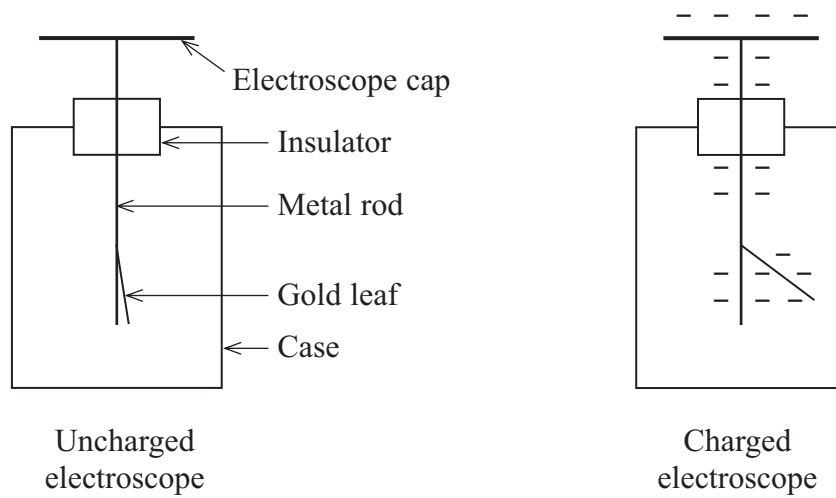 Electroscope cap
Insulator
Metal rod
Gold leaf
Case
Uncharged
electroscope
Charged
electroscope